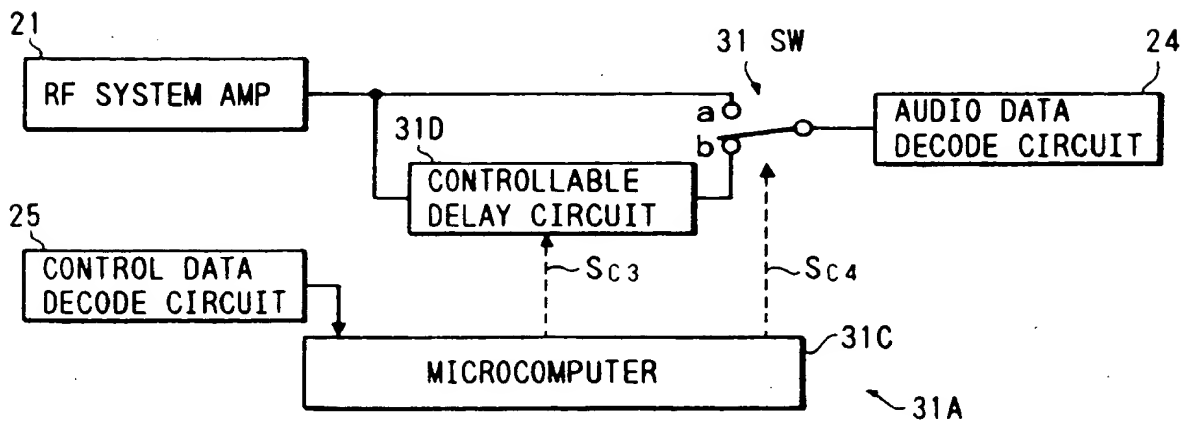 21
31 SW
24
RF SYSTEM AMP
a
AUDIO DATA
DECODE CIRCUIT
31D
b
CONTROLLABLE
DELAY CIRCUIT
25
CONTROL DATA
DECODE CIRCUIT
SC3
SC4
31C
MICROCOMPUTER
31A